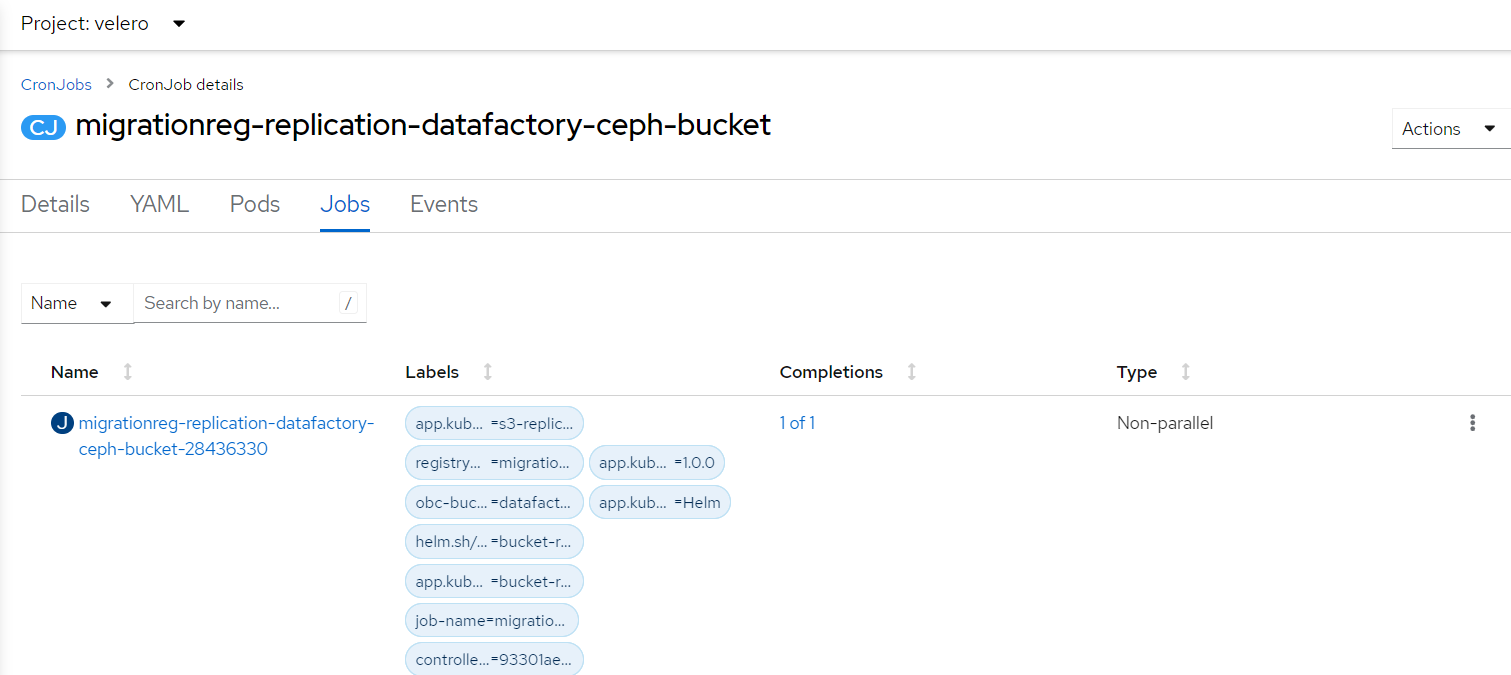 Project: velero
CronJobs > CronJob details
CJ migrationreg-replication-datafactory-ceph-bucket
Actions
Details YAML Pods Jobs Events
Name Search by name... /
Name Labels Completions Type
J migrationreg-replication-datafactory-ceph-bucket-28436330
app.kub... =s3-replic...
1 of 1
Non-parallel
registry... =migratio... app.kub... =1.0.0
obc-buc... =datafact... app.kub... =Helm
helm.sh/... =bucket-r...
app.kub... =bucket-r...
job-name=migratio...
controlle...=93301ae...